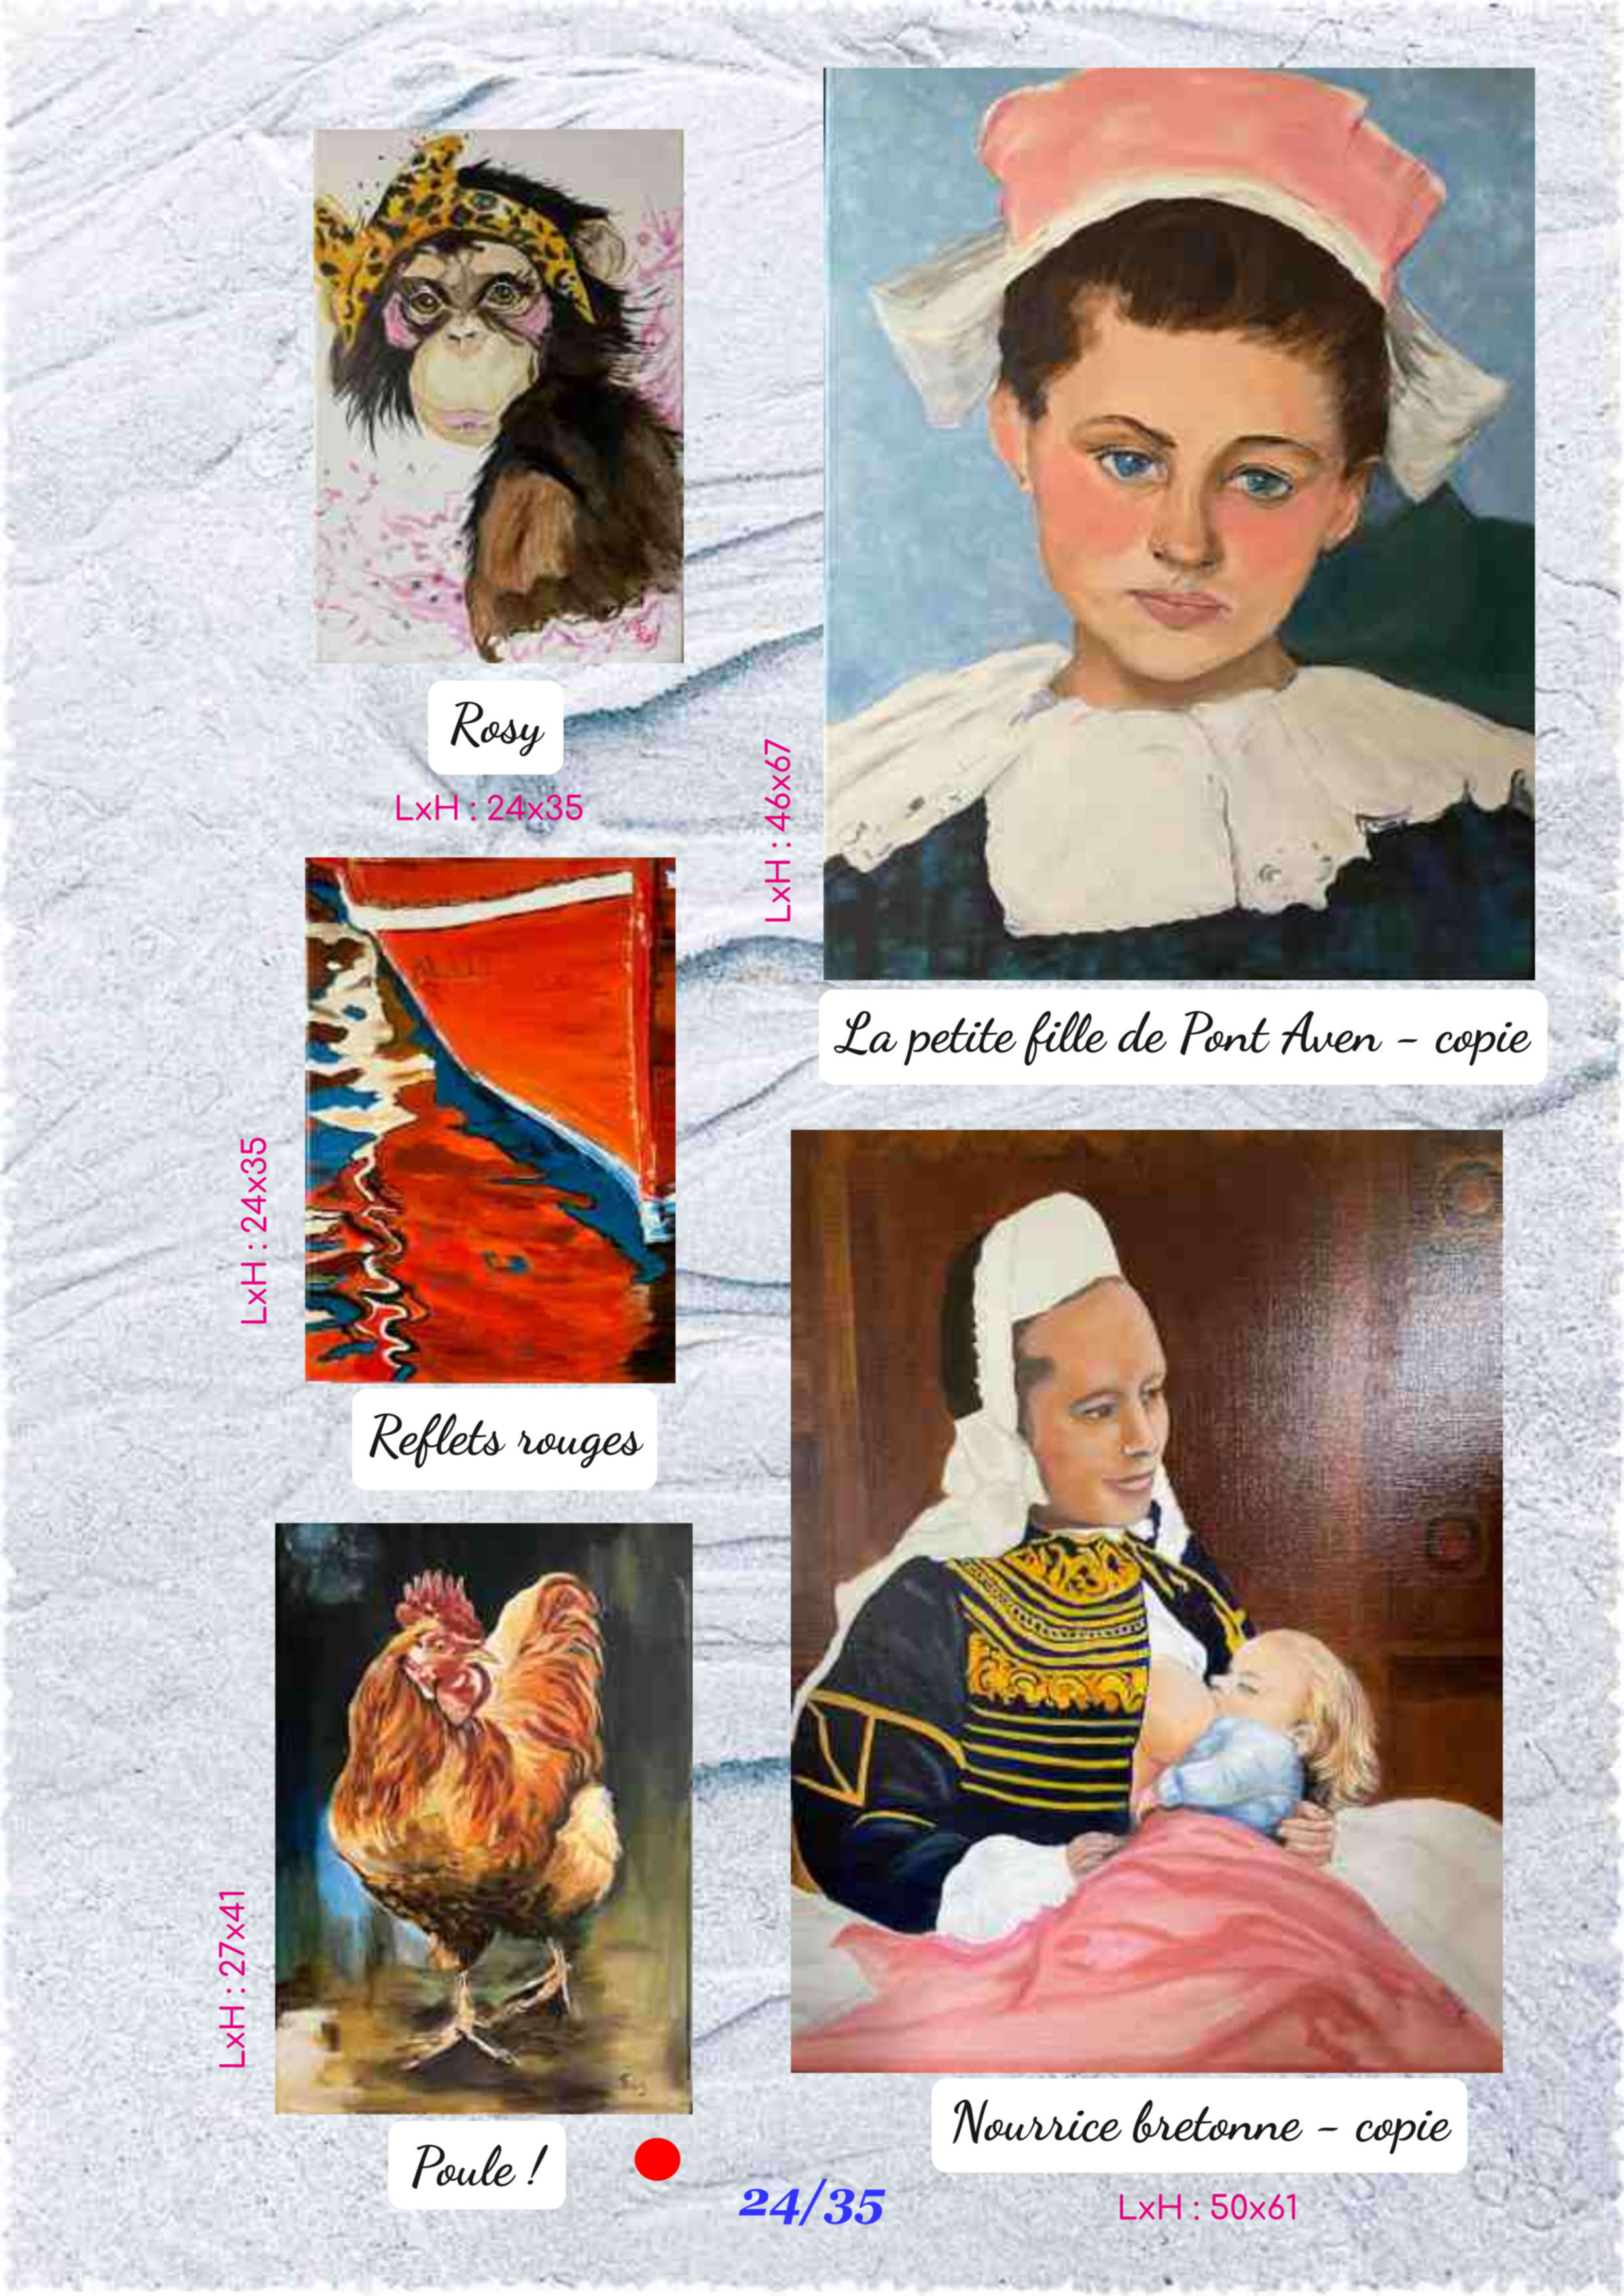 Rosy
LxH : 24x35
LxH : 46x67
La petite fille de Pont Aven - copie
LxH : 24x35
Reflets rouges
LxH : 27x41
Poule !
Nourrice bretonne - copie
LxH : 50x61
24/35